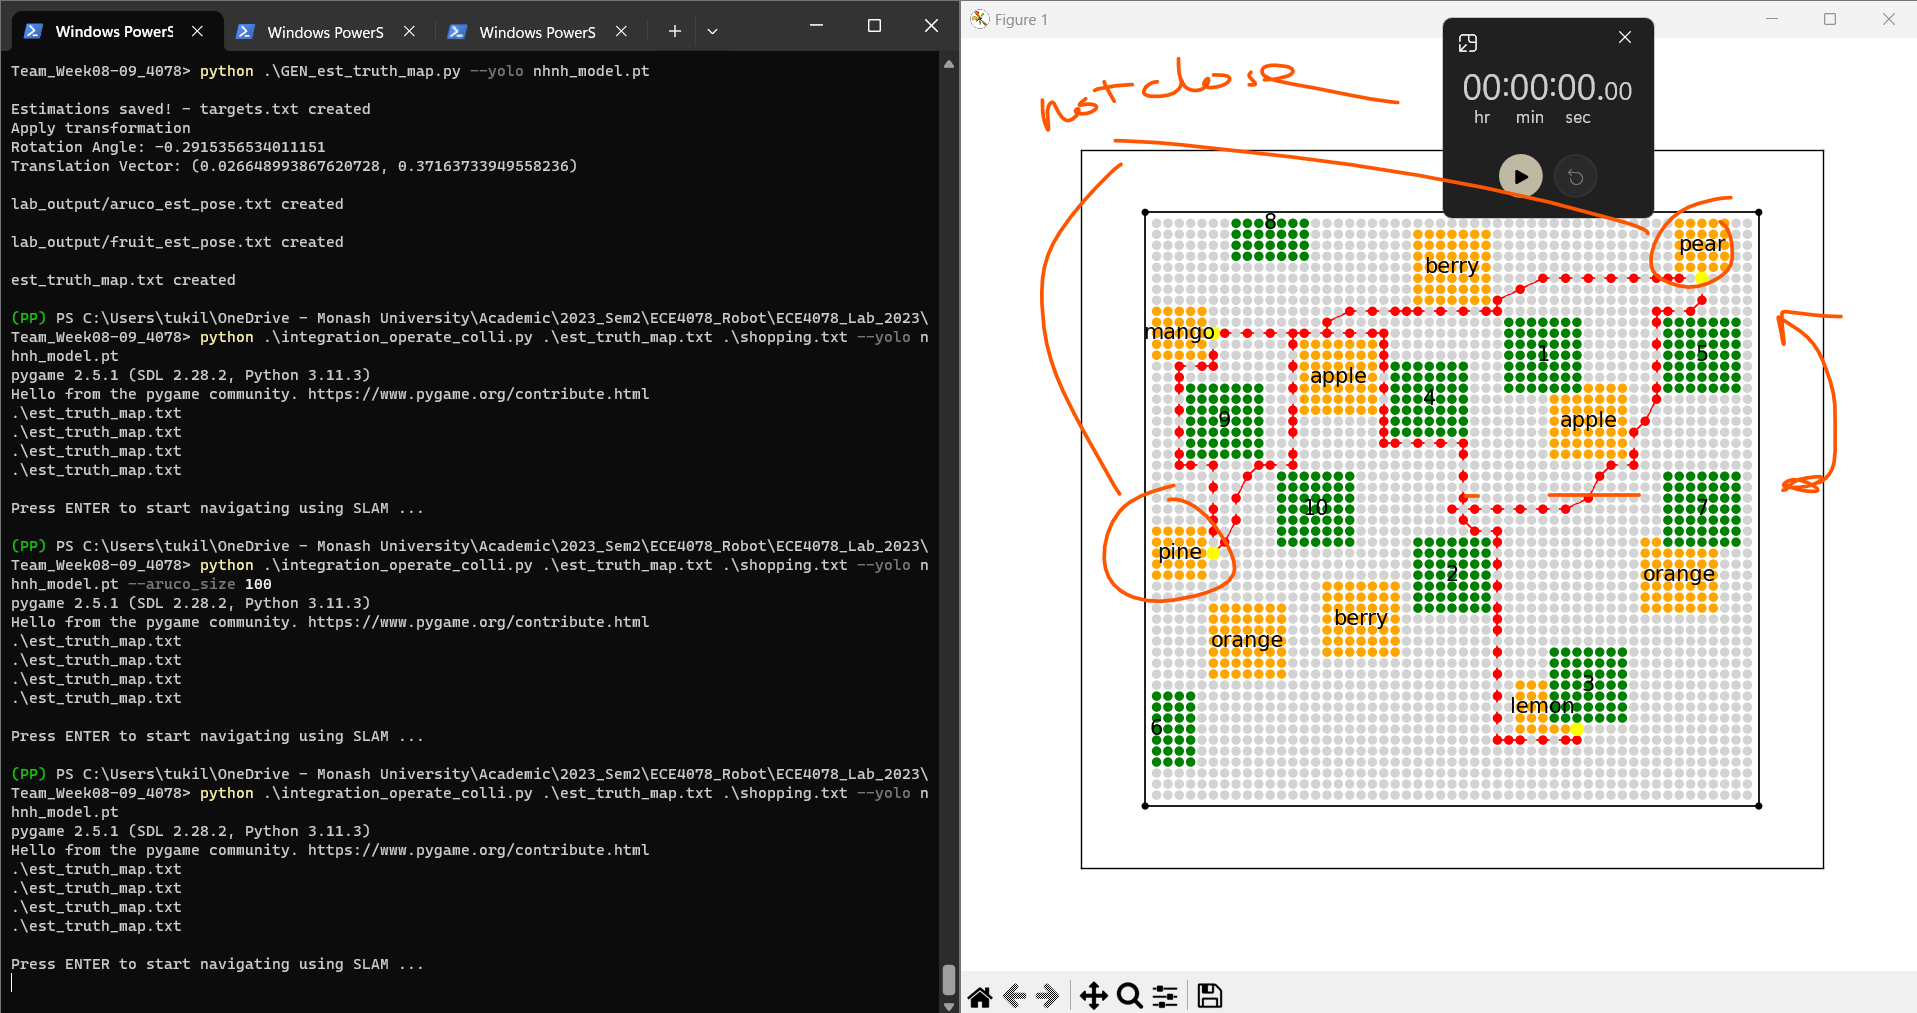 Windows PowerS
Windows PowerS
Windows PowerS
Team_Week08-09_4078> python .\GEN_est_truth_map.py --yolo nhnh_model.pt
Estimations saved! - targets.txt created
Apply transformation
Rotation Angle: -0.2915356534011151
Translation Vector: (0.026648993867620728, 0.37163733949558236)
lab_output/aruco_est_pose.txt created
lab_output/fruit_est_pose.txt created
est_truth_map.txt created
(PP) PS C:\Users\tukil\OneDrive - Monash University\Academic\2023_Sem2\ECE4078_Robot\ECE4078_Lab_2023\
Team_Week08-09_4078> python .\integration_operate_colli.py .\est_truth_map.txt .\shopping.txt --yolo n
hnh_model.pt
pygame 2.5.1 (SDL 2.28.2, Python 3.11.3)
Hello from the pygame community. https://www.pygame.org/contribute.html
.\est_truth_map.txt
.\est_truth_map.txt
.\est_truth_map.txt
.\est_truth_map.txt
Press ENTER to start navigating using SLAM ...
(PP) PS C:\Users\tukil\OneDrive - Monash University\Academic\2023_Sem2\ECE4078_Robot\ECE4078_Lab_2023\
Team_Week08-09_4078> python .\integration_operate_colli.py .\est_truth_map.txt .\shopping.txt --yolo n
hnh_model.pt --aruco_size 100
pygame 2.5.1 (SDL 2.28.2, Python 3.11.3)
Hello from the pygame community. https://www.pygame.org/contribute.html
.\est_truth_map.txt
.\est_truth_map.txt
.\est_truth_map.txt
.\est_truth_map.txt
Press ENTER to start navigating using SLAM ...
(PP) PS C:\Users\tukil\OneDrive - Monash University\Academic\2023_Sem2\ECE4078_Robot\ECE4078_Lab_2023\
Team_Week08-09_4078> python .\integration_operate_colli.py .\est_truth_map.txt .\shopping.txt --yolo n
hnh_model.pt
pygame 2.5.1 (SDL 2.28.2, Python 3.11.3)
Hello from the pygame community. https://www.pygame.org/contribute.html
.\est_truth_map.txt
.\est_truth_map.txt
.\est_truth_map.txt
.\est_truth_map.txt
Press ENTER to start navigating using SLAM ...
Figure 1
not close
00:00:00.00
hr min sec
8
pear
berry
mango
1
5
apple
4
9
apple
10
7
pine
2
orange
berry
orange
3
lemon
6